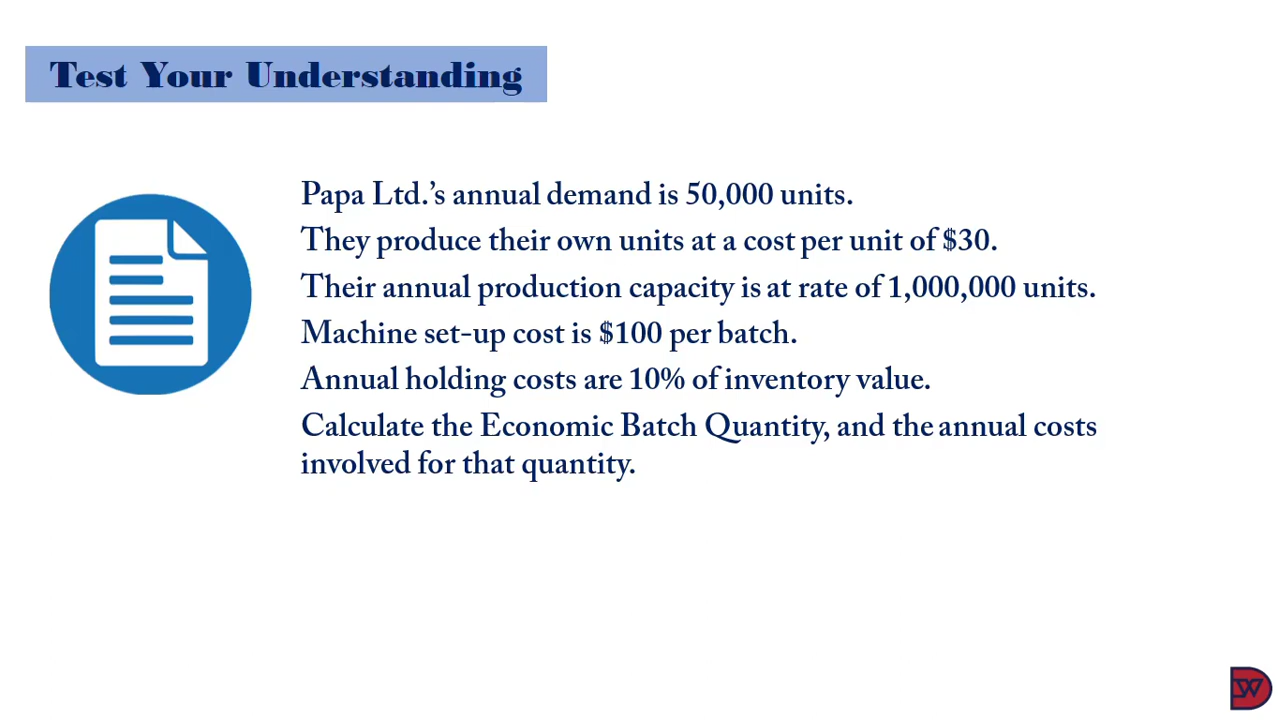 Test Your Understanding
Papa Ltd.’s annual demand is 50,000 units.
They produce their own units at a cost per unit of $30.
Their annual production capacity is at rate of 1,000,000 units.
Machine set-up cost is $100 per batch.
Annual holding costs are 10% of inventory value.
Calculate the Economic Batch Quantity, and the annual costs
involved for that quantity.
DW